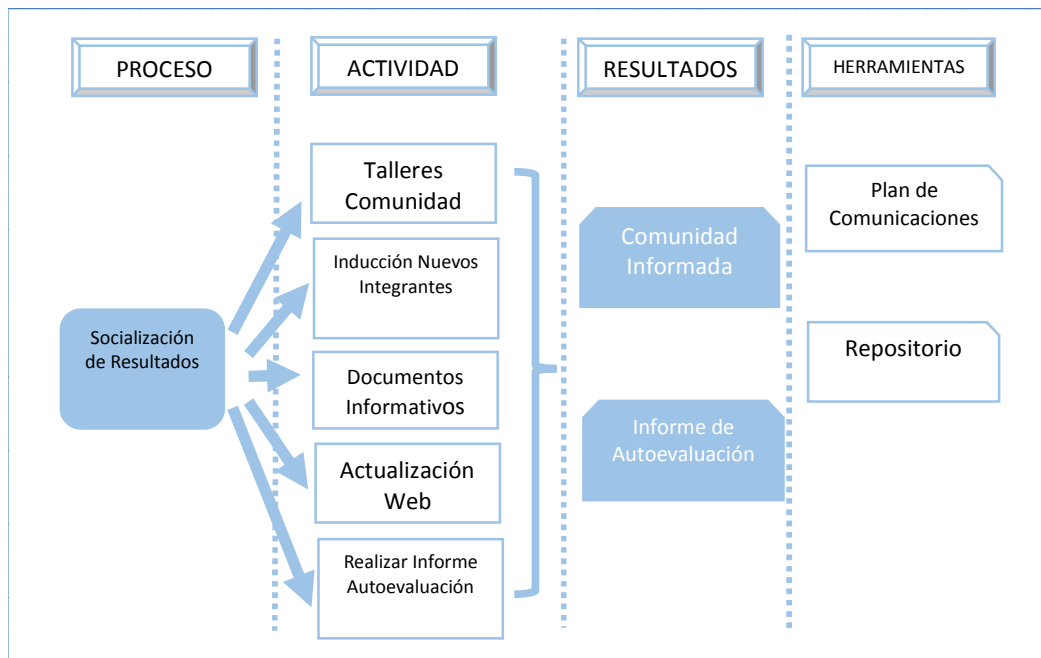 PROCESO
ACTIVIDAD
RESULTADOS
HERRAMIENTAS
Socialización
de Resultados
Talleres
Comunidad
Inducción Nuevos
Integrantes
Documentos
Informativos
Actualización
Web
Realizar Informe
Autoevaluación
Comunidad
Informada
Informe de
Autoevaluación
Plan de
Comunicaciones
Repositorio